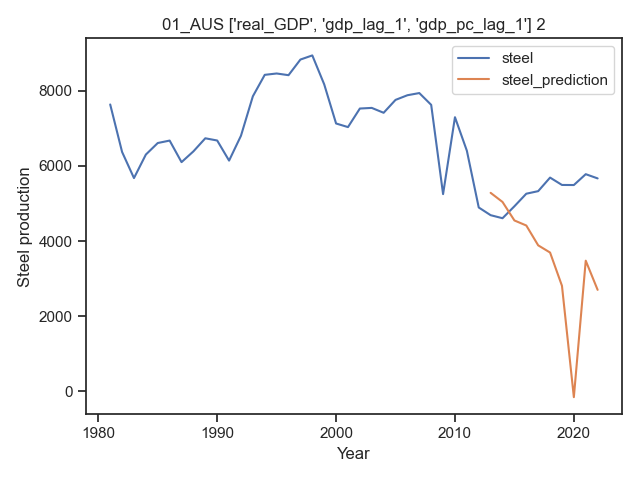 01_AUS ['real_GDP', 'gdp_lag_1', 'gdp_pc_lag_1'] 2
steel
steel_prediction
Steel production
8000
6000
4000
2000
0
1980
1990
2000
2010
2020
Year